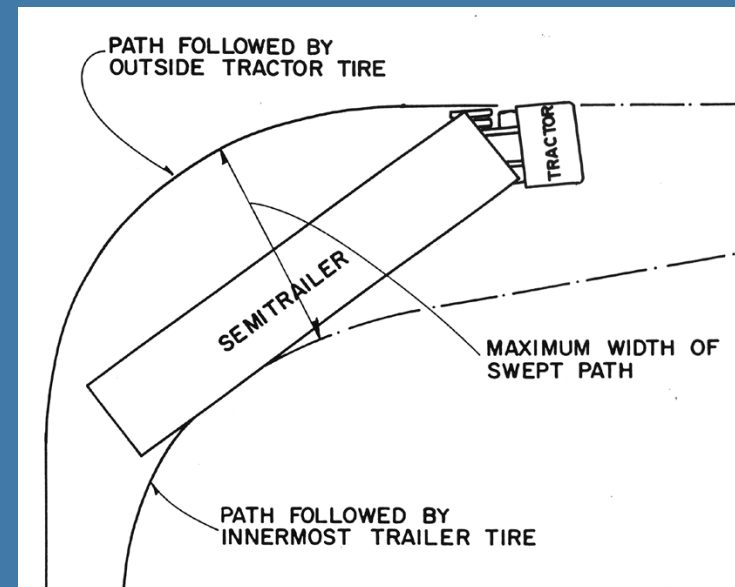 PATH FOLLOWED BY
OUTSIDE TRACTOR TIRE
TRACTOR
SEMITRAILER
MAXIMUM WIDTH OF
SWEPT PATH
PATH FOLLOWED BY
INNERMOST TRAILER TIRE